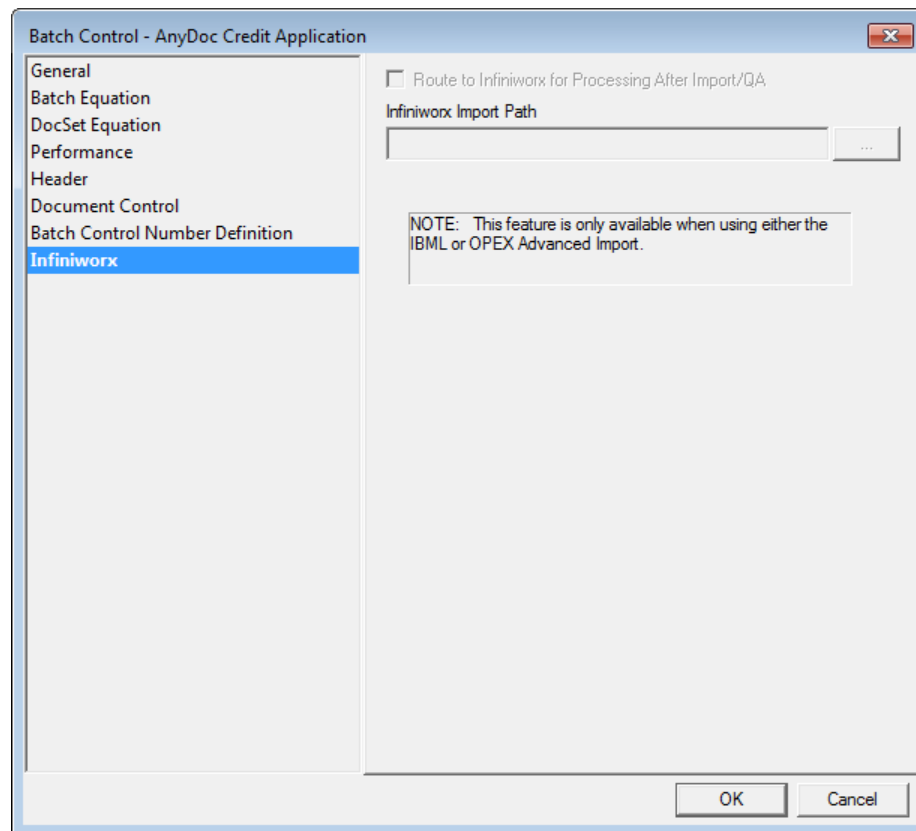 Batch Control - AnyDoc Credit Application
General
Batch Equation
DocSet Equation
Performance
Header
Document Control
Batch Control Number Definition
Infiniworx
Route to Infiniworx for Processing After Import/QA
Infiniworx Import Path
...
NOTE: This feature is only available when using either the
IBML or OPEX Advanced Import.
OK
Cancel